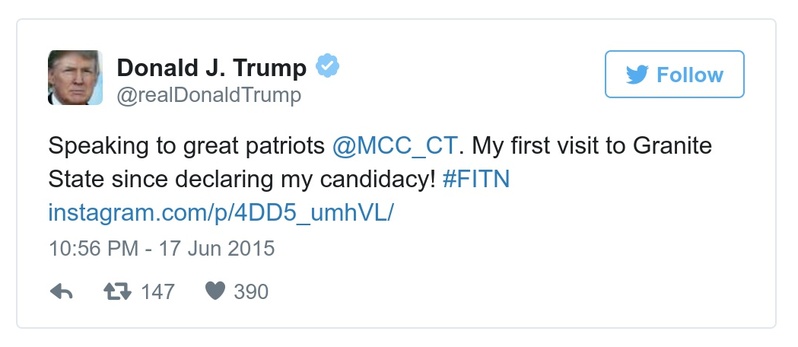 Donald J. Trump
@realDonaldTrump
Follow
Speaking to great patriots @MCC_CT. My first visit to Granite
State since declaring my candidacy! #FITN
instagram.com/p/4DD5_umhVL/
10:56 PM - 17 Jun 2015
147 390